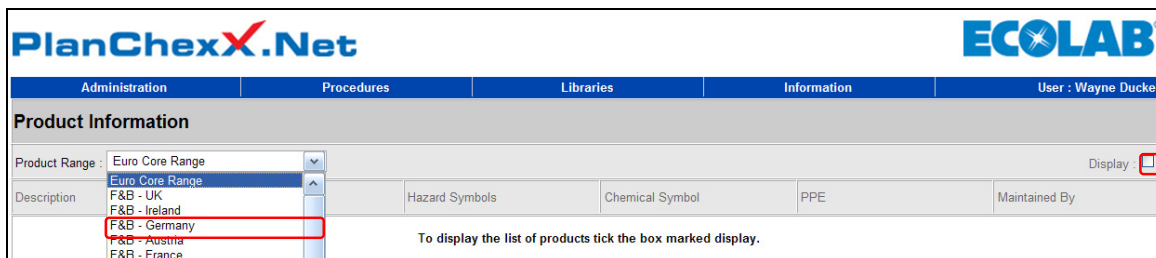 PlanChexX.Net
ECOLAB
Administration Procedures Libraries Information User : Wayne Ducke
Product Information
Product Range : Euro Core Range Display :
Euro Core Range
Description Hazard Symbols Chemical Symbol PPE Maintained By
F&B - UK
F&B - Ireland
F&B - Germany
F&B - Austria
To display the list of products tick the box marked display.
F&B - France